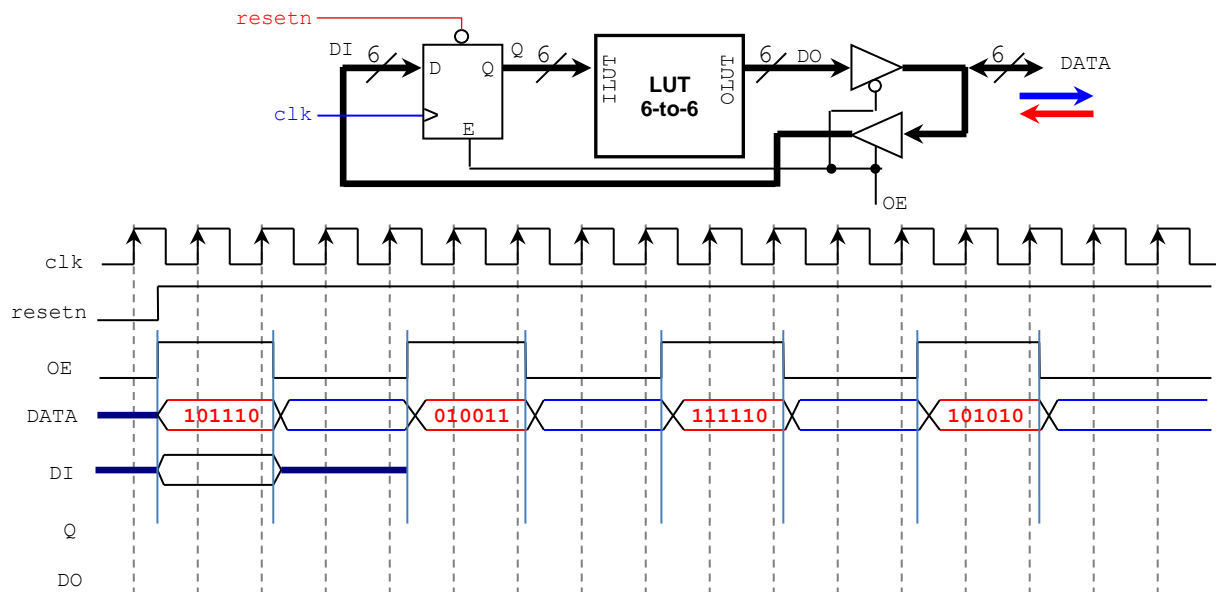 resetn
DI 6 Q 6 6 DO 6 DATA
D Q ILUT LUT OLUT
6-to-6
clk
E
OE
clk
resetn
OE
DATA 101110 010011 111110 101010
DI
Q
DO